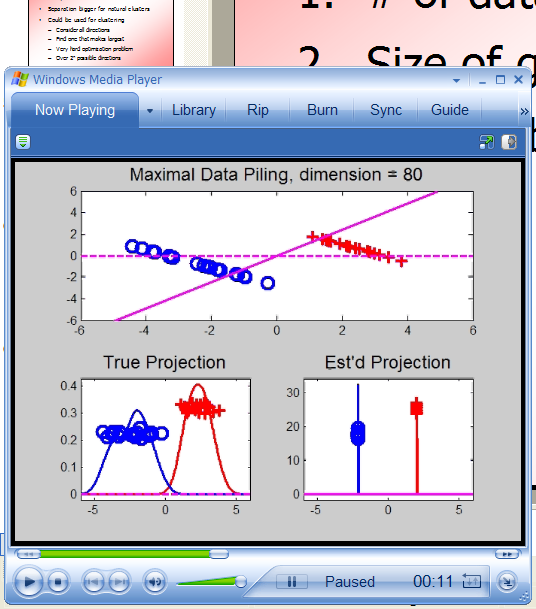 Separation bigger for natural clusters
Could be used for clustering
Consider all directions
Find one that makes largest
Very hard optimization problem
Over 2ⁿ possible directions
1. # of dat
2. Size of g
Windows Media Player
Now Playing Library Rip Burn Sync Guide »
Maximal Data Piling, dimension = 80
6
4
2
0
-2
-4
-6
-6 -4 -2 0 2 4 6
True Projection
0.4
0.3
0.2
0.1
0
-5 0 5
Est'd Projection
30
20
10
0
-5 0 5
Paused 00:11